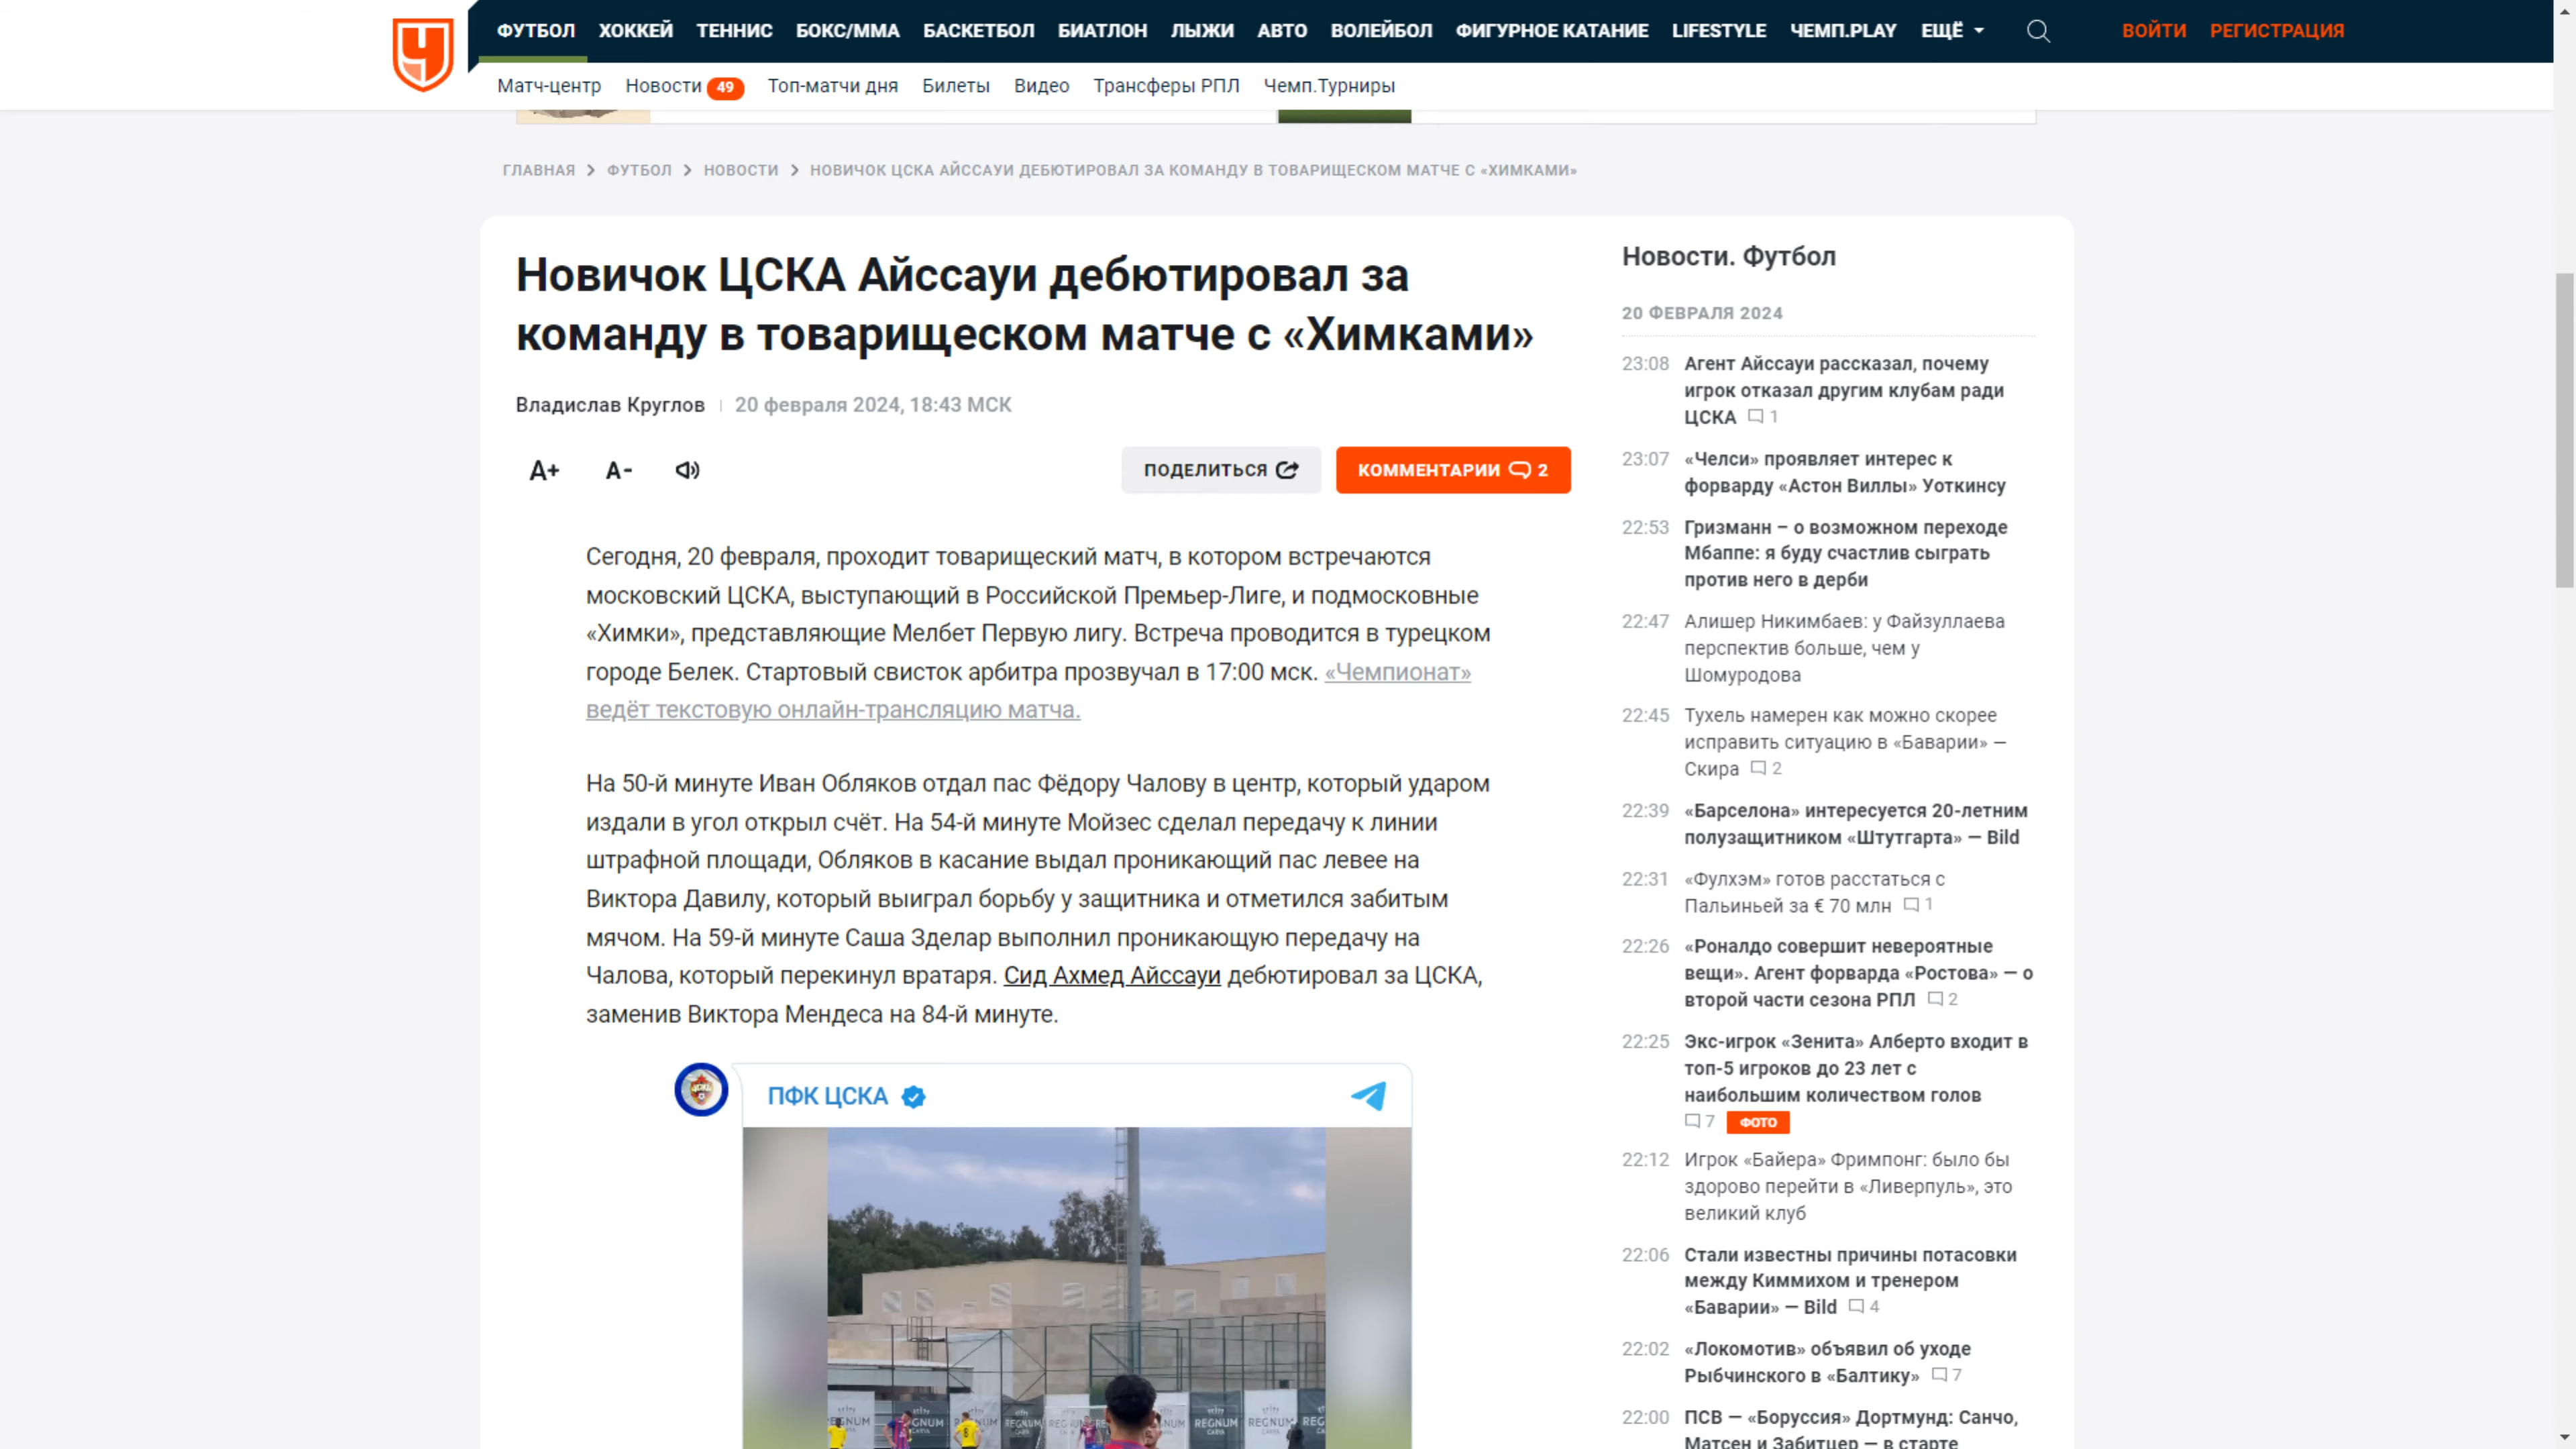 ФУТБОЛ ХОККЕЙ ТЕННИС БОКС/ММА БАСКЕТБОЛ БИАТЛОН ЛЫЖИ АВТО ВОЛЕЙБОЛ ФИГУРНОЕ КАТАНИЕ LIFESTYLE ЧЕМП.PLAY ЕЩЁ ВОЙТИ РЕГИСТРАЦИЯ
Матч-центр Новости 49 Топ-матчи дня Билеты Видео Трансферы РПЛ Чемп.Турниры
ГЛАВНАЯ > ФУТБОЛ > НОВОСТИ > НОВИЧОК ЦСКА АЙССАУИ ДЕБЮТИРОВАЛ ЗА КОМАНДУ В ТОВАРИЩЕСКОМ МАТЧЕ С «ХИМКАМИ»
Новичок ЦСКА Айссауи дебютировал за
команду в товарищеском матче с «Химками»
Владислав Круглов | 20 февраля 2024, 18:43 МСК
A+ A- ПОДЕЛИТЬСЯ КОММЕНТАРИИ 2
Сегодня, 20 февраля, проходит товарищеский матч, в котором встречаются
московский ЦСКА, выступающий в Российской Премьер-Лиге, и подмосковные
«Химки», представляющие Мелбет Первую лигу. Встреча проводится в турецком
городе Белек. Стартовый свисток арбитра прозвучал в 17:00 мск. «Чемпионат»
ведёт текстовую онлайн-трансляцию матча.
На 50-й минуте Иван Обляков отдал пас Фёдору Чалову в центр, который ударом
издали в угол открыл счёт. На 54-й минуте Мойзес сделал передачу к линии
штрафной площади, Обляков в касание выдал проникающий пас левее на
Виктора Давилу, который выиграл борьбу у защитника и отметился забитым
мячом. На 59-й минуте Саша Зделар выполнил проникающую передачу на
Чалова, который перекинул вратаря. Сид Ахмед Айссауи дебютировал за ЦСКА,
заменив Виктора Мендеса на 84-й минуте.
ПФК ЦСКА
REGNUM REGNUM
Новости. Футбол
20 ФЕВРАЛЯ 2024
23:08 Агент Айссауи рассказал, почему
игрок отказал другим клубам ради
ЦСКА 1
23:07 «Челси» проявляет интерес к
форварду «Астон Виллы» Уоткинсу
22:53 Гризманн – о возможном переходе
Мбаппе: я буду счастлив сыграть
против него в дерби
22:47 Алишер Никимбаев: у Файзуллаева
перспектив больше, чем у
Шомуродова
22:45 Тухель намерен как можно скорее
исправить ситуацию в «Баварии» —
Скира 2
22:39 «Барселона» интересуется 20-летним
полузащитником «Штутгарта» — Bild
22:31 «Фулхэм» готов расстаться с
Пальиньей за € 70 млн 1
22:26 «Роналдо совершит невероятные
вещи». Агент форварда «Ростова» — о
второй части сезона РПЛ 2
22:25 Экс-игрок «Зенита» Алберто входит в
топ-5 игроков до 23 лет с
наибольшим количеством голов
7 ФОТО
22:12 Игрок «Байера» Фримпонг: было бы
здорово перейти в «Ливерпуль», это
великий клуб
22:06 Стали известны причины потасовки
между Киммихом и тренером
«Баварии» — Bild 4
22:02 «Локомотив» объявил об уходе
Рыбчинского в «Балтику» 7
22:00 ПСВ — «Боруссия» Дортмунд: Санчо,
Матсен и Забитцер — в старте